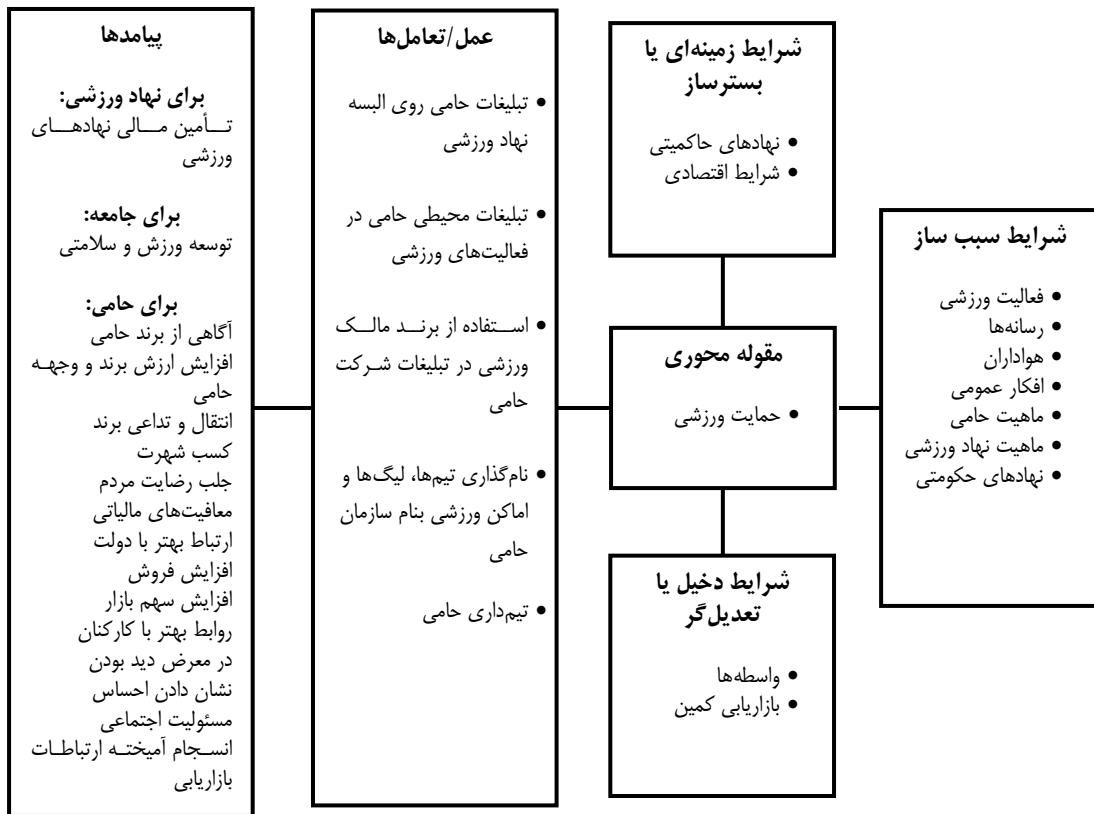 شرایط سبب ساز
• فعالیت ورزشی
• رسانه‌ها
• هواداران
• افکار عمومی
• ماهیت حامی
• ماهیت نهاد ورزشی
• نهادهای حکومتی
شرایط زمینه‌ای یا
بسترساز
• نهادهای حاکمیتی
• شرایط اقتصادی
مقوله محوری
• حمایت ورزشی
شرایط دخیل یا
تعدیل‌گر
• واسطه‌ها
• بازاریابی کمین
عمل/تعامل‌ها
• تبلیغات حامی روی البسه
نهاد ورزشی
• تبلیغات محیطی حامی در
فعالیت‌های ورزشی
• استفاده از برند مالک
ورزشی در تبلیغات شرکت
حامی
• نام‌گذاری تیم‌ها، لیگ‌ها و
اماکن ورزشی بنام سازمان
حامی
• تیم‌داری حامی
پیامدها
برای نهاد ورزشی:
تأمین مالی نهادهای
ورزشی
برای جامعه:
توسعه ورزش و سلامتی
برای حامی:
آگاهی از برند حامی
افزایش ارزش برند و وجهه
حامی
انتقال و تداعی برند
کسب شهرت
جلب رضایت مردم
معافیت‌های مالیاتی
ارتباط بهتر با دولت
افزایش فروش
افزایش سهم بازار
روابط بهتر با کارکنان
در معرض دید بودن
نشان دادن احساس
مسئولیت اجتماعی
انسجام آمیخته ارتباطات
بازاریابی